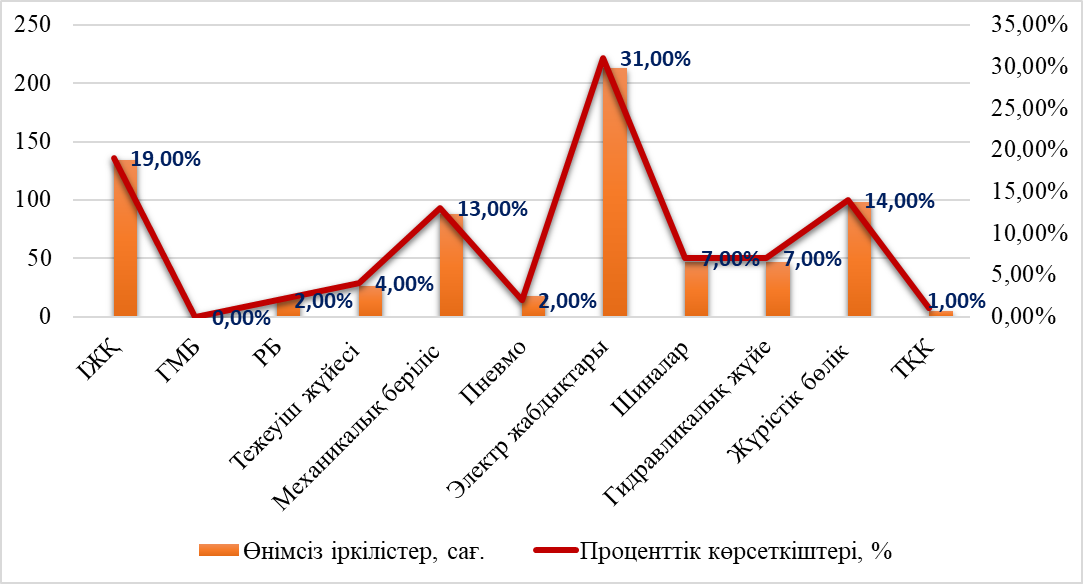 250
200
150
100
50
0
35,00%
30,00%
25,00%
20,00%
15,00%
10,00%
5,00%
0,00%
19,00%
0,00%
2,00%
4,00%
13,00%
2,00%
31,00%
7,00%
7,00%
14,00%
1,00%
ІЖҚ
ГМБ
РБ
Тежеуіш жүйесі
Механикалық беріліс
Пневмо
Электр жабдықтары
Шиналар
Гидравликалық жүйе
Жүрістік бөлік
ТҚК
Өнімсіз іркілістер, сағ.
Проценттік көрсеткіштері, %